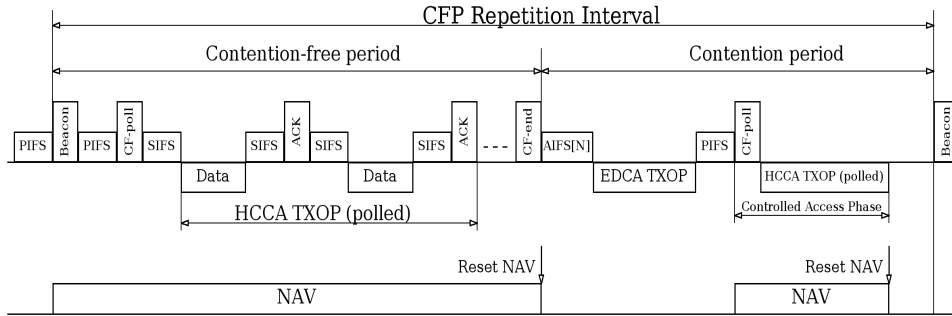 CFP Repetition Interval
Contention-free period
Contention period
PIFS
Beacon
PIFS
CF-poll
SIFS
Data
SIFS
ACK
SIFS
Data
SIFS
ACK
CF-end
AIFS[N]
EDCA TXOP
PIFS
CF-poll
HCCA TXOP (polled)
Beacon
HCCA TXOP (polled)
Controlled Access Phase
Reset NAV
Reset NAV
NAV
NAV